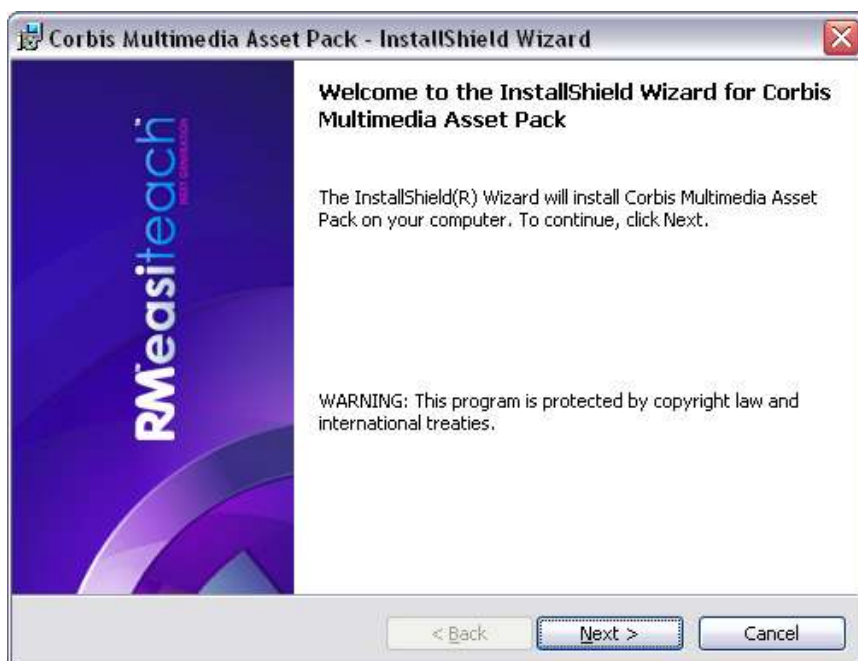 Corbis Multimedia Asset Pack - InstallShield Wizard
RM easiteach
NEXT GENERATION
Welcome to the InstallShield Wizard for Corbis
Multimedia Asset Pack
The InstallShield(R) Wizard will install Corbis Multimedia Asset
Pack on your computer. To continue, click Next.
WARNING: This program is protected by copyright law and
international treaties.
< Back
Next >
Cancel